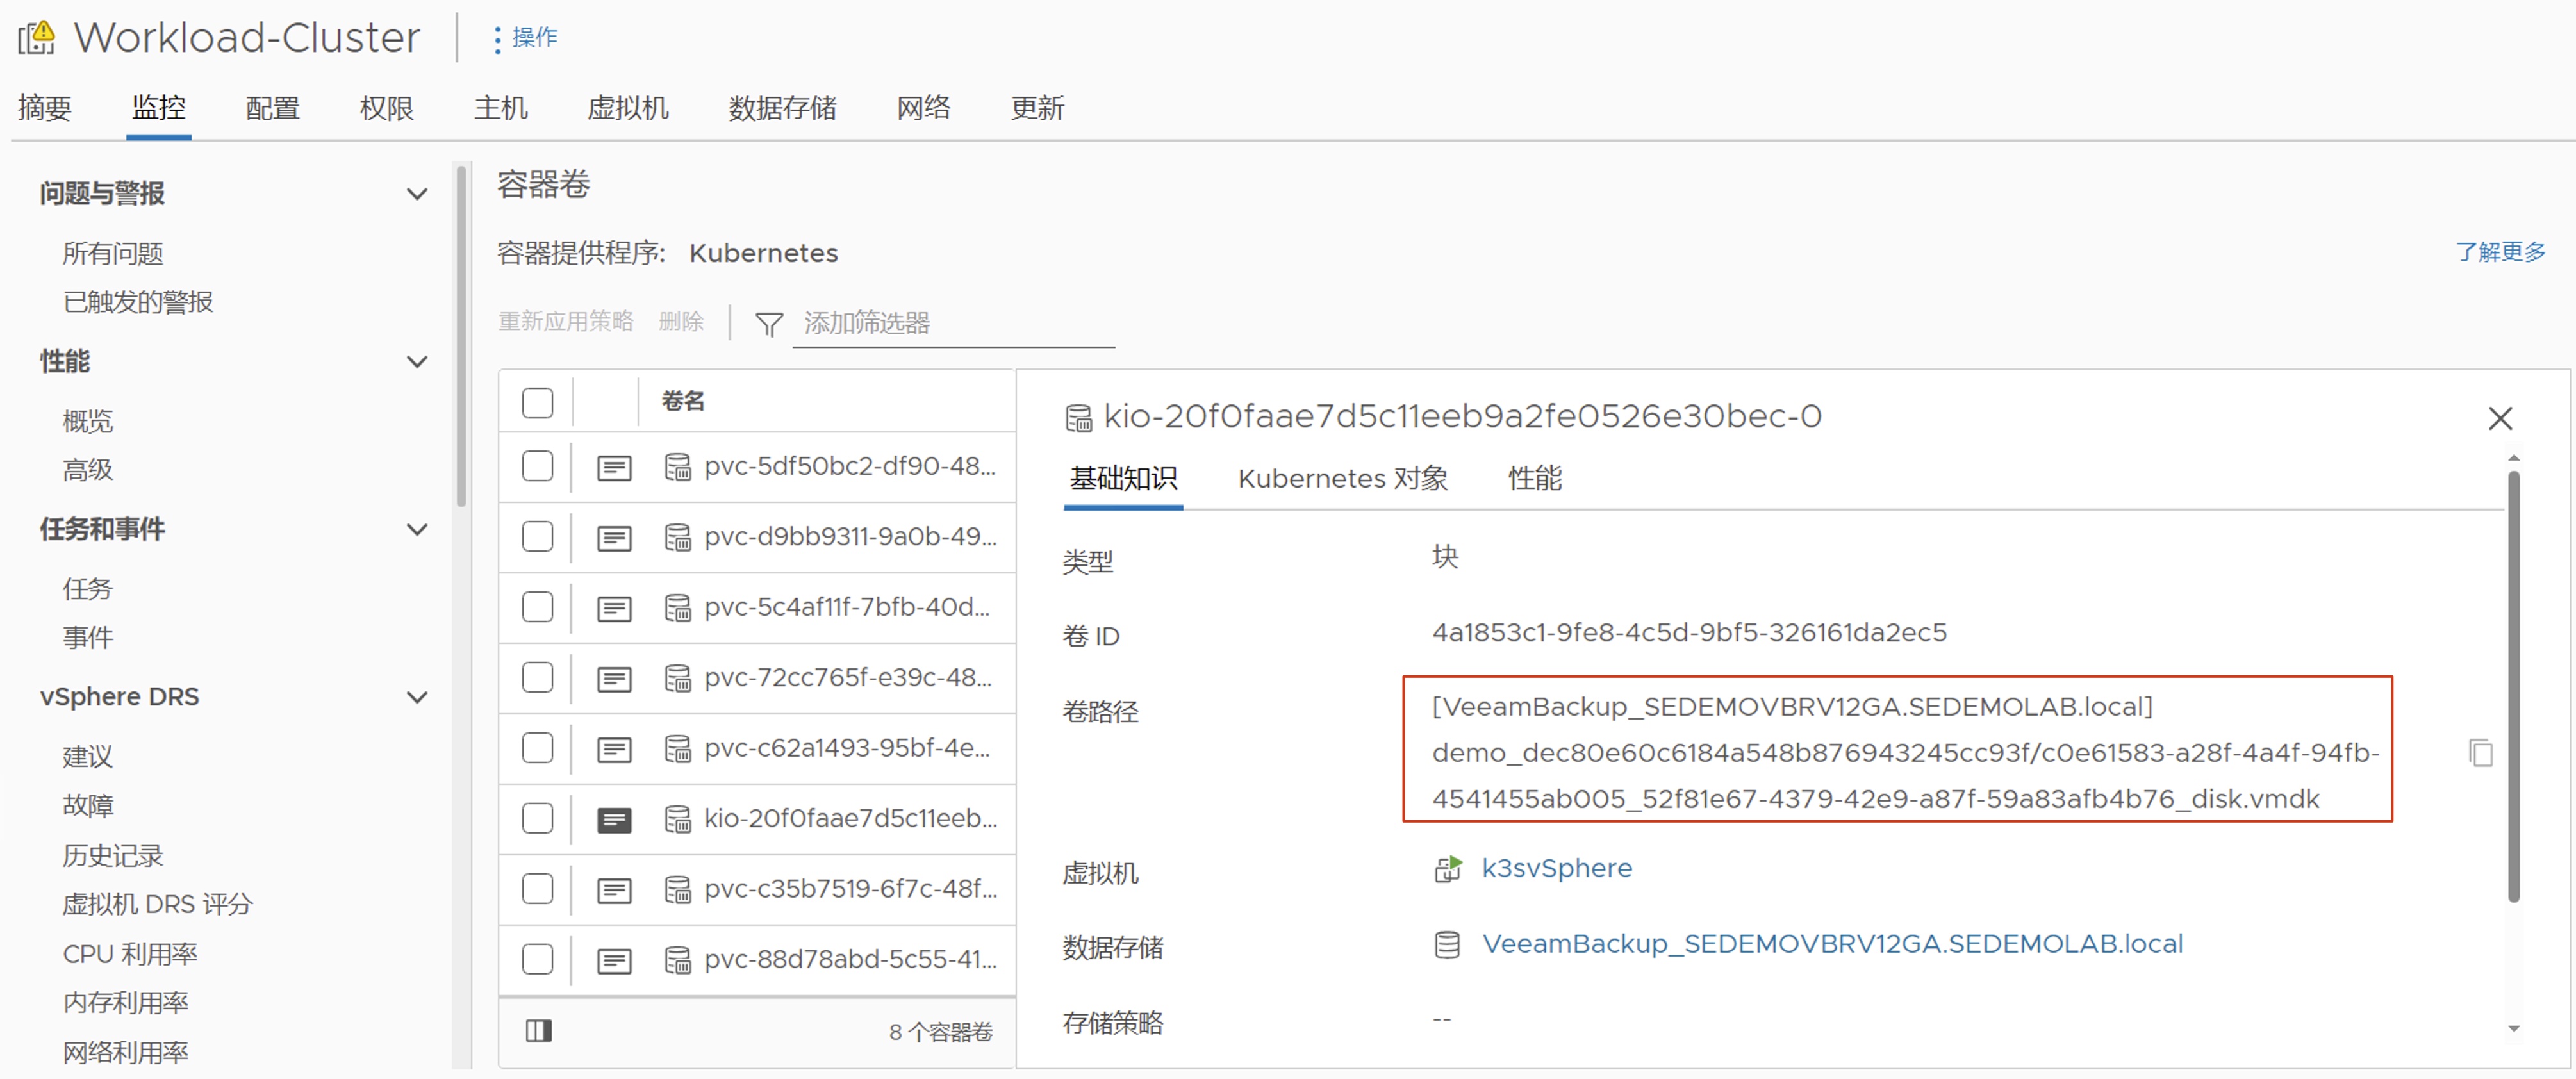 Workload-Cluster
操作
摘要 监控 配置 权限 主机 虚拟机 数据存储 网络 更新
问题与警报
所有问题
已触发的警报
性能
概览
高级
任务和事件
任务
事件
vSphere DRS
建议
故障
历史记录
虚拟机 DRS 评分
CPU 利用率
内存利用率
网络利用率
容器卷
容器提供程序: Kubernetes
了解更多
重新应用策略 删除 添加筛选器
卷名
pvc-5df50bc2-df90-48...
pvc-d9bb9311-9a0b-49...
pvc-5c4af11f-7bfb-40d...
pvc-72cc765f-e39c-48...
pvc-c62a1493-95bf-4e...
kio-20f0faae7d5c11eeb...
pvc-c35b7519-6f7c-48f...
pvc-88d78abd-5c55-41...
8 个容器卷
kio-20f0faae7d5c11eeb9a2fe0526e30bec-0
基础知识 Kubernetes 对象 性能
类型 块
卷 ID 4a1853c1-9fe8-4c5d-9bf5-326161da2ec5
卷路径 [VeeamBackup_SEDEMOVBRV12GA.SEDEMOLAB.local]
demo_dec80e60c6184a548b876943245cc93f/c0e61583-a28f-4a4f-94fb-
4541455ab005_52f81e67-4379-42e9-a87f-59a83afb4b76_disk.vmdk
虚拟机 k3svSphere
数据存储 VeeamBackup_SEDEMOVBRV12GA.SEDEMOLAB.local
存储策略 --